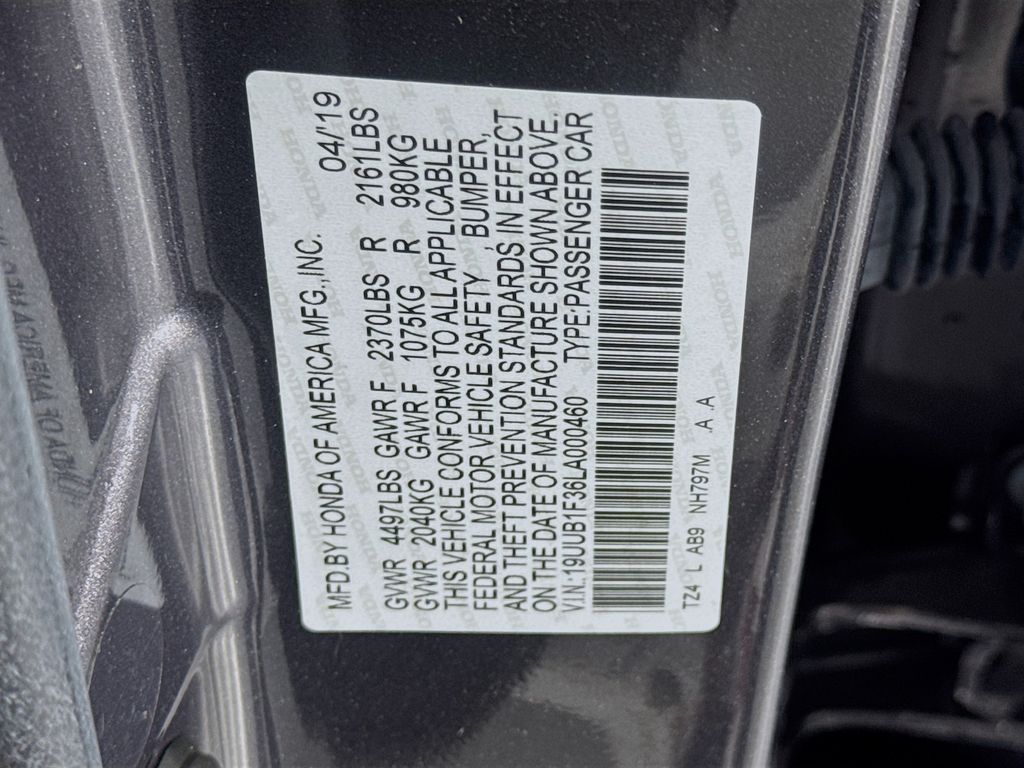 MFD.BY HONDA OF AMERICA MFG.,INC. 04/'19
GVWR 4497LBS GAWR F 2370LBS R 2161LBS
GVWR 2040KG GAWR F 1075KG R 980KG
THIS VEHICLE CONFORMS TO ALL APPLICABLE
FEDERAL MOTOR VEHICLE SAFETY, BUMPER,
AND THEFT PREVENTION STANDARDS IN EFFECT
ON THE DATE OF MANUFACTURE SHOWN ABOVE.
V.I.N.:19UUB1F36LA000460 TYPE:PASSENGER CAR
TZ4 L AB9 NH797M .A .A